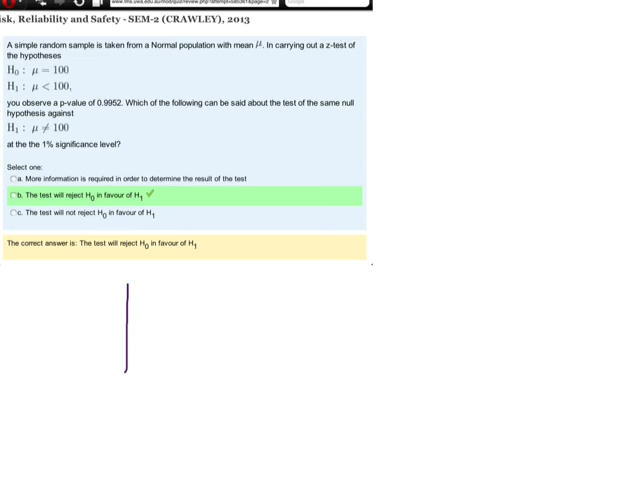 isk, Reliability and Safety - SEM-2 (CRAWLEY), 2013
A simple random sample is taken from a Normal population with mean μ. In carrying out a z-test of
the hypotheses
H₀ : μ = 100
H₁ : μ < 100,
you observe a p-value of 0.9952. Which of the following can be said about the test of the same null
hypothesis against
H₁ : μ ≠ 100
at the the 1% significance level?
Select one:
a. More information is required in order to determine the result of the test
b. The test will reject H₀ in favour of H₁
c. The test will not reject H₀ in favour of H₁
The correct answer is: The test will reject H₀ in favour of H₁